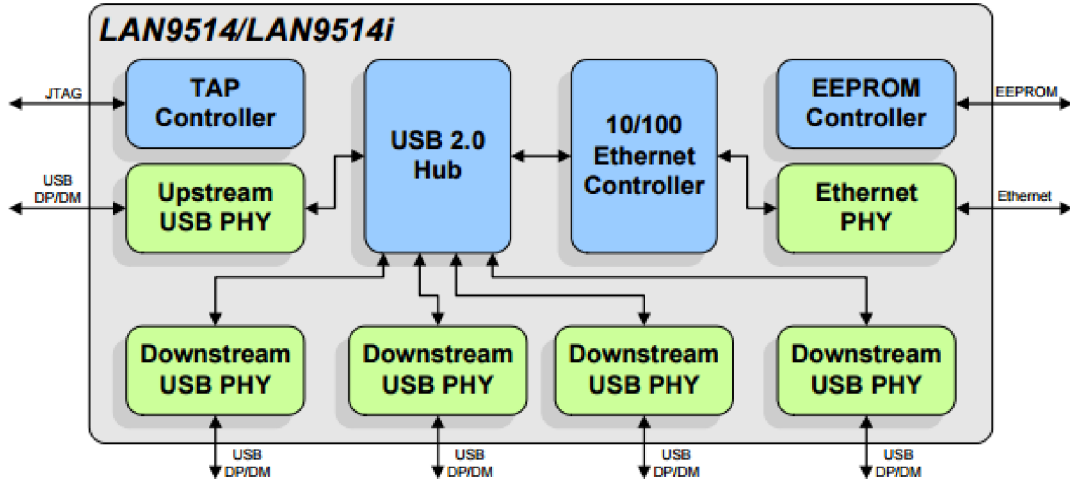 LAN9514/LAN9514i
TAP
Controller
USB 2.0
Hub
10/100
Ethernet
Controller
EEPROM
Controller
JTAG
EEPROM
USB
DP/DM
Upstream
USB PHY
Ethernet
PHY
Ethernet
Downstream
USB PHY
Downstream
USB PHY
Downstream
USB PHY
Downstream
USB PHY
USB
DP/DM
USB
DP/DM
USB
DP/DM
USB
DP/DM